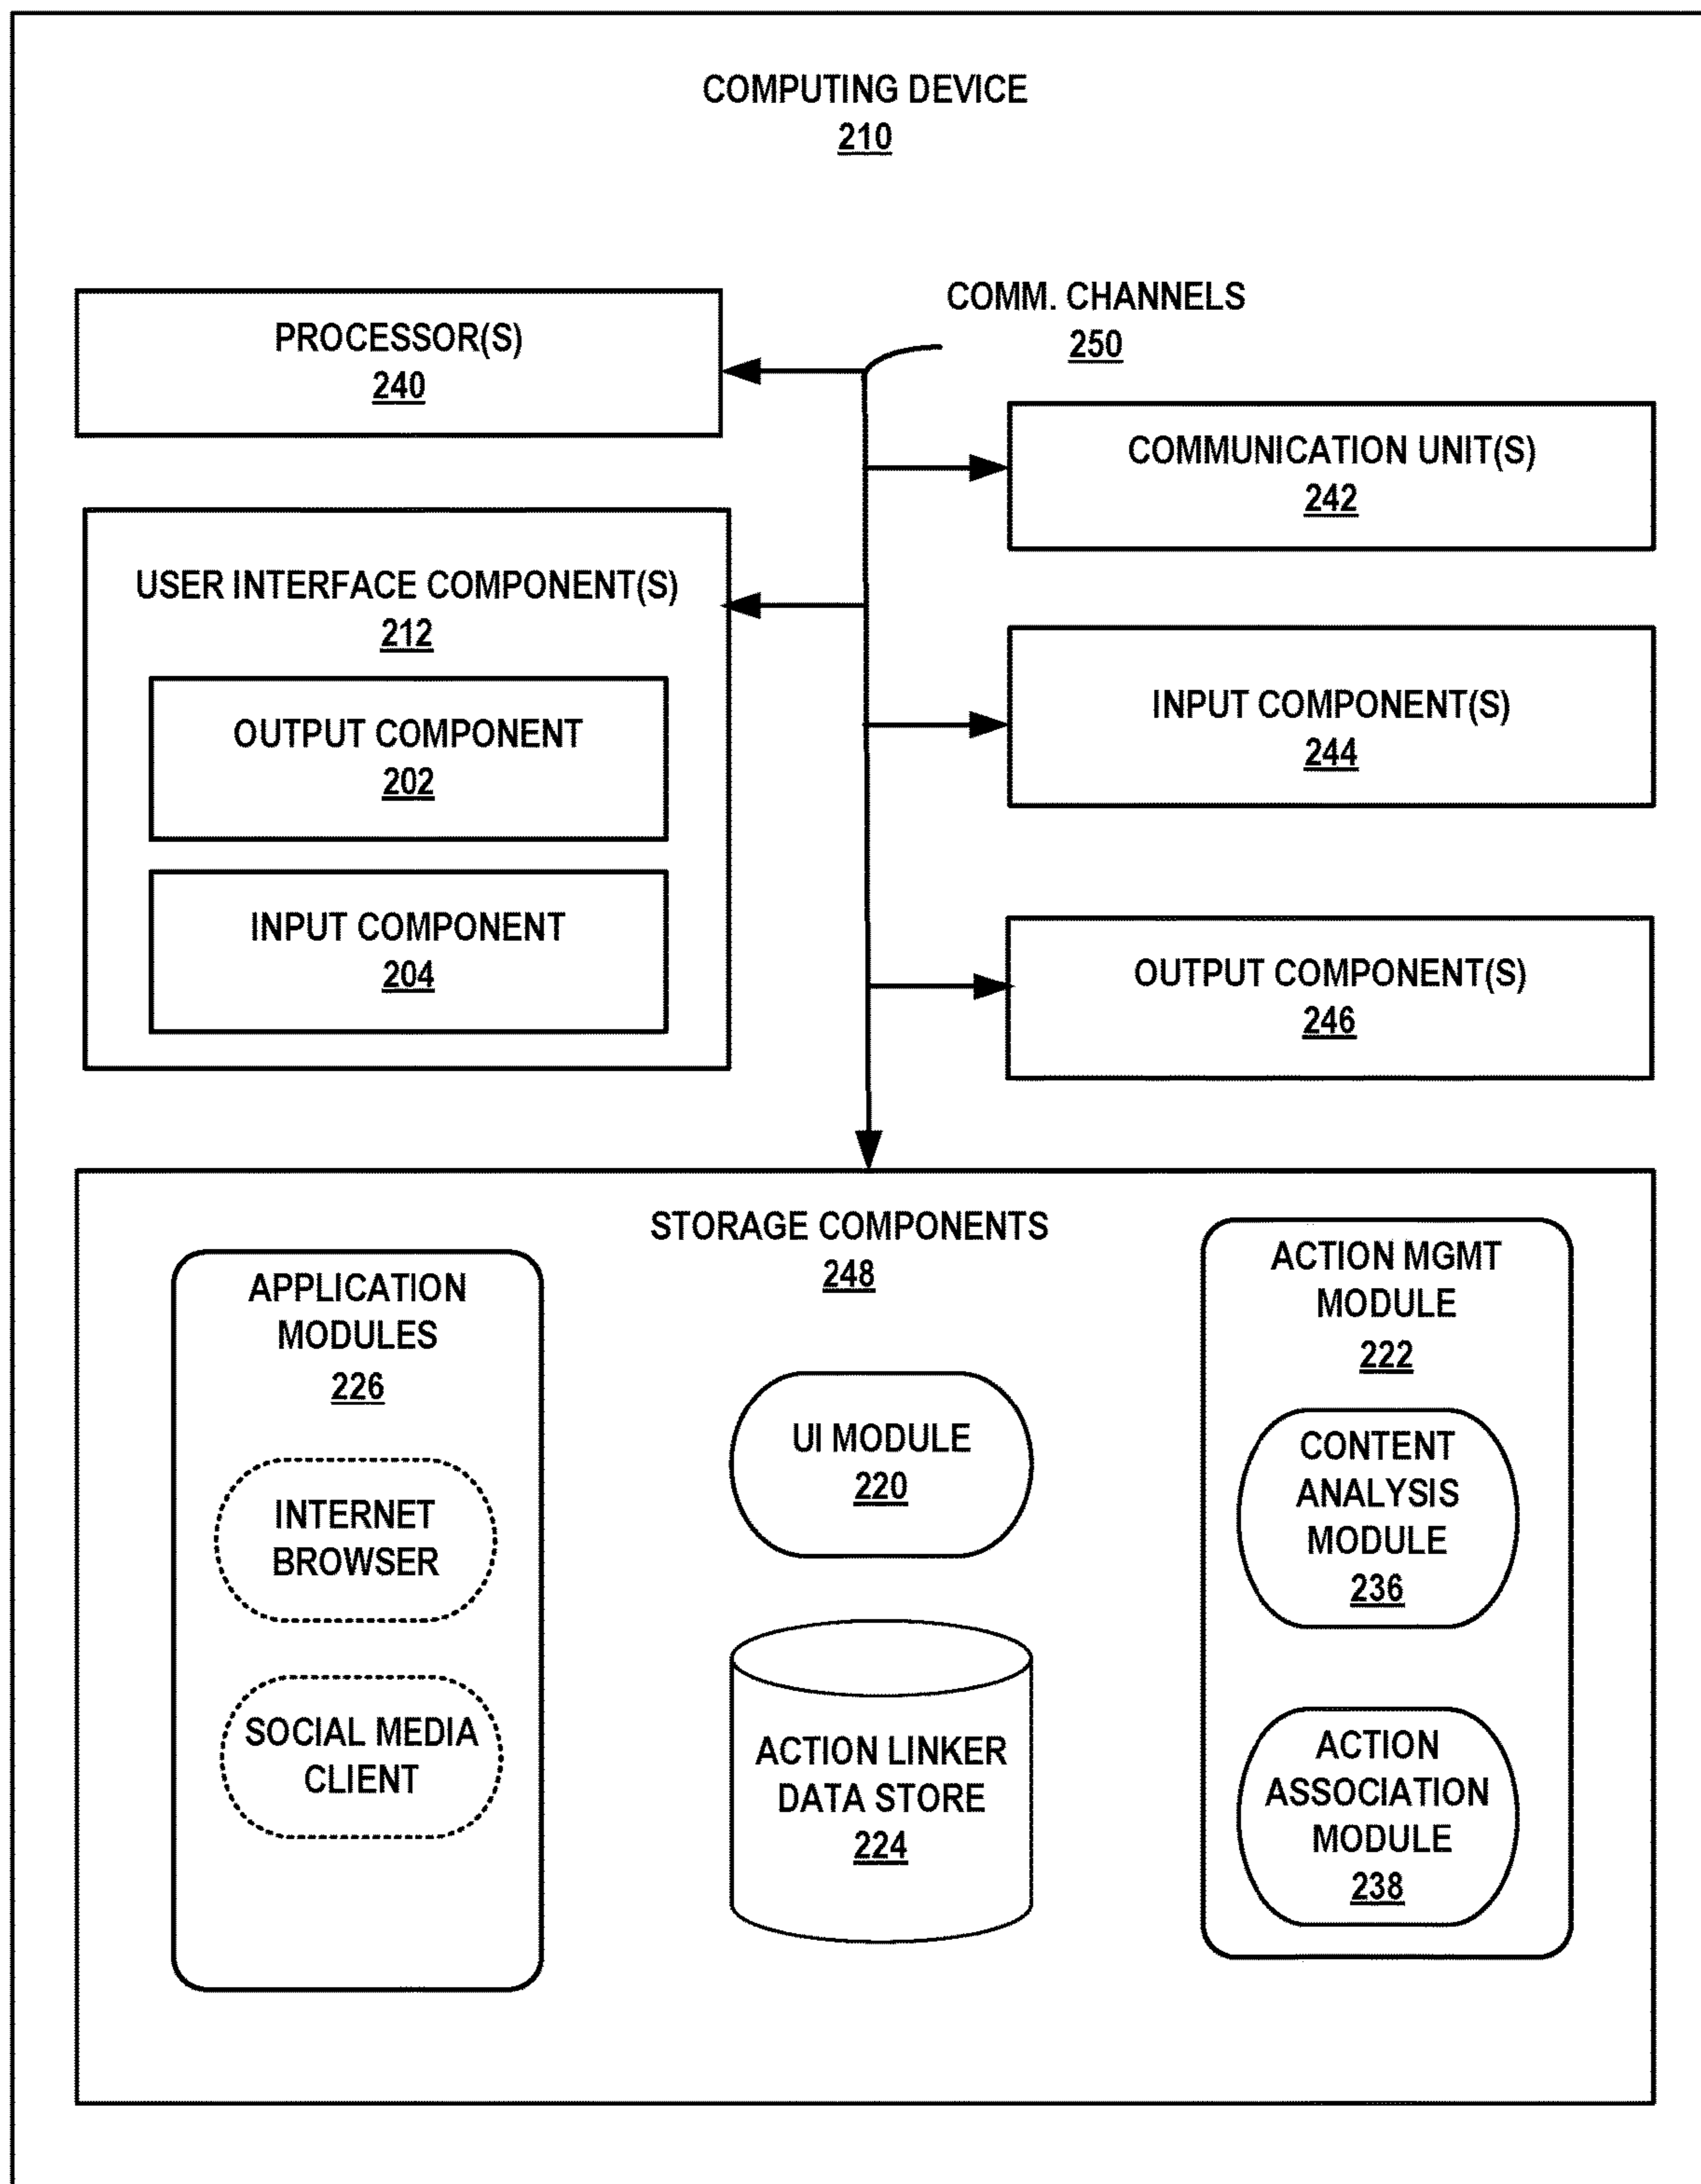 COMPUTING DEVICE
210
COMM. CHANNELS
250
PROCESSOR(S)
240
COMMUNICATION UNIT(S)
242
USER INTERFACE COMPONENT(S)
212
OUTPUT COMPONENT
202
INPUT COMPONENT
204
INPUT COMPONENT(S)
244
OUTPUT COMPONENT(S)
246
STORAGE COMPONENTS
248
APPLICATION
MODULES
226
INTERNET
BROWSER
SOCIAL MEDIA
CLIENT
UI MODULE
220
ACTION LINKER
DATA STORE
224
ACTION MGMT
MODULE
222
CONTENT
ANALYSIS
MODULE
236
ACTION
ASSOCIATION
MODULE
238